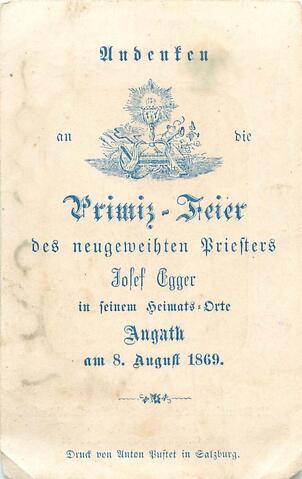 Andenken
an die
Primiz-Feier
des neugeweihten Priesters
Josef Egger
in seinem Heimats-Orte
Angath
am 8. August 1869.
Druck von Anton Pustet in Salzburg.